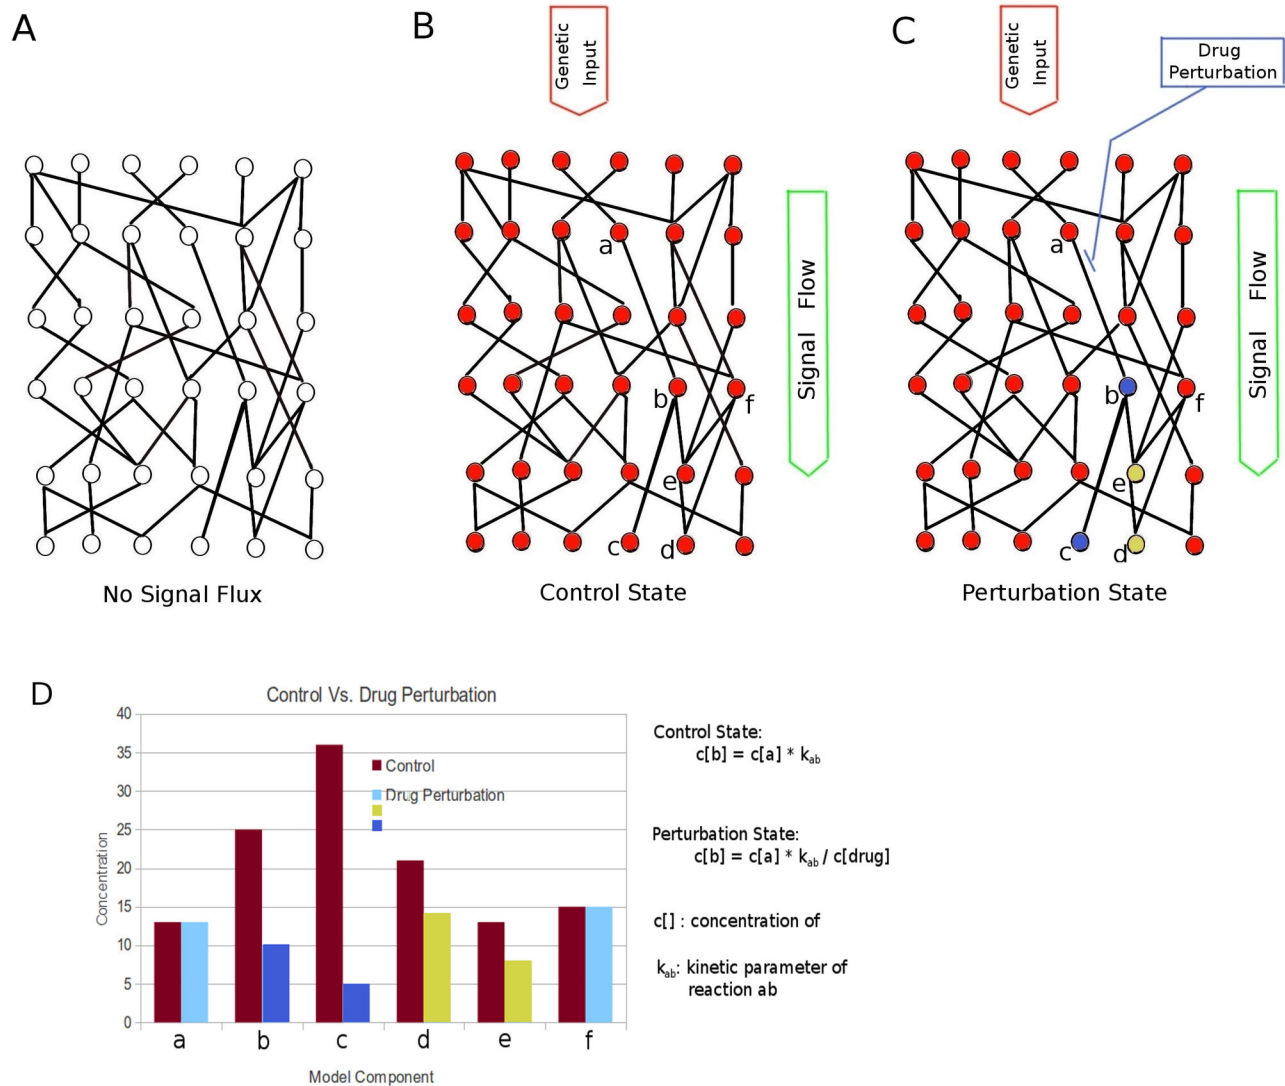 A
B
C
Genetic
Input
Genetic
Input
Drug
Perturbation
a
a
Signal Flow
Signal Flow
b
f
b
f
e
e
c
d
c
d
No Signal Flux
Control State
Perturbation State
D
Control Vs. Drug Perturbation
40
35
30
25
20
15
10
5
0
Concentration
Control
Drug Perturbation
a
b
c
d
e
f
Model Component
Control State:
c[b] = c[a] * kab
Perturbation State:
c[b] = c[a] * kab / c[drug]
c[] : concentration of
kab: kinetic parameter of
reaction ab